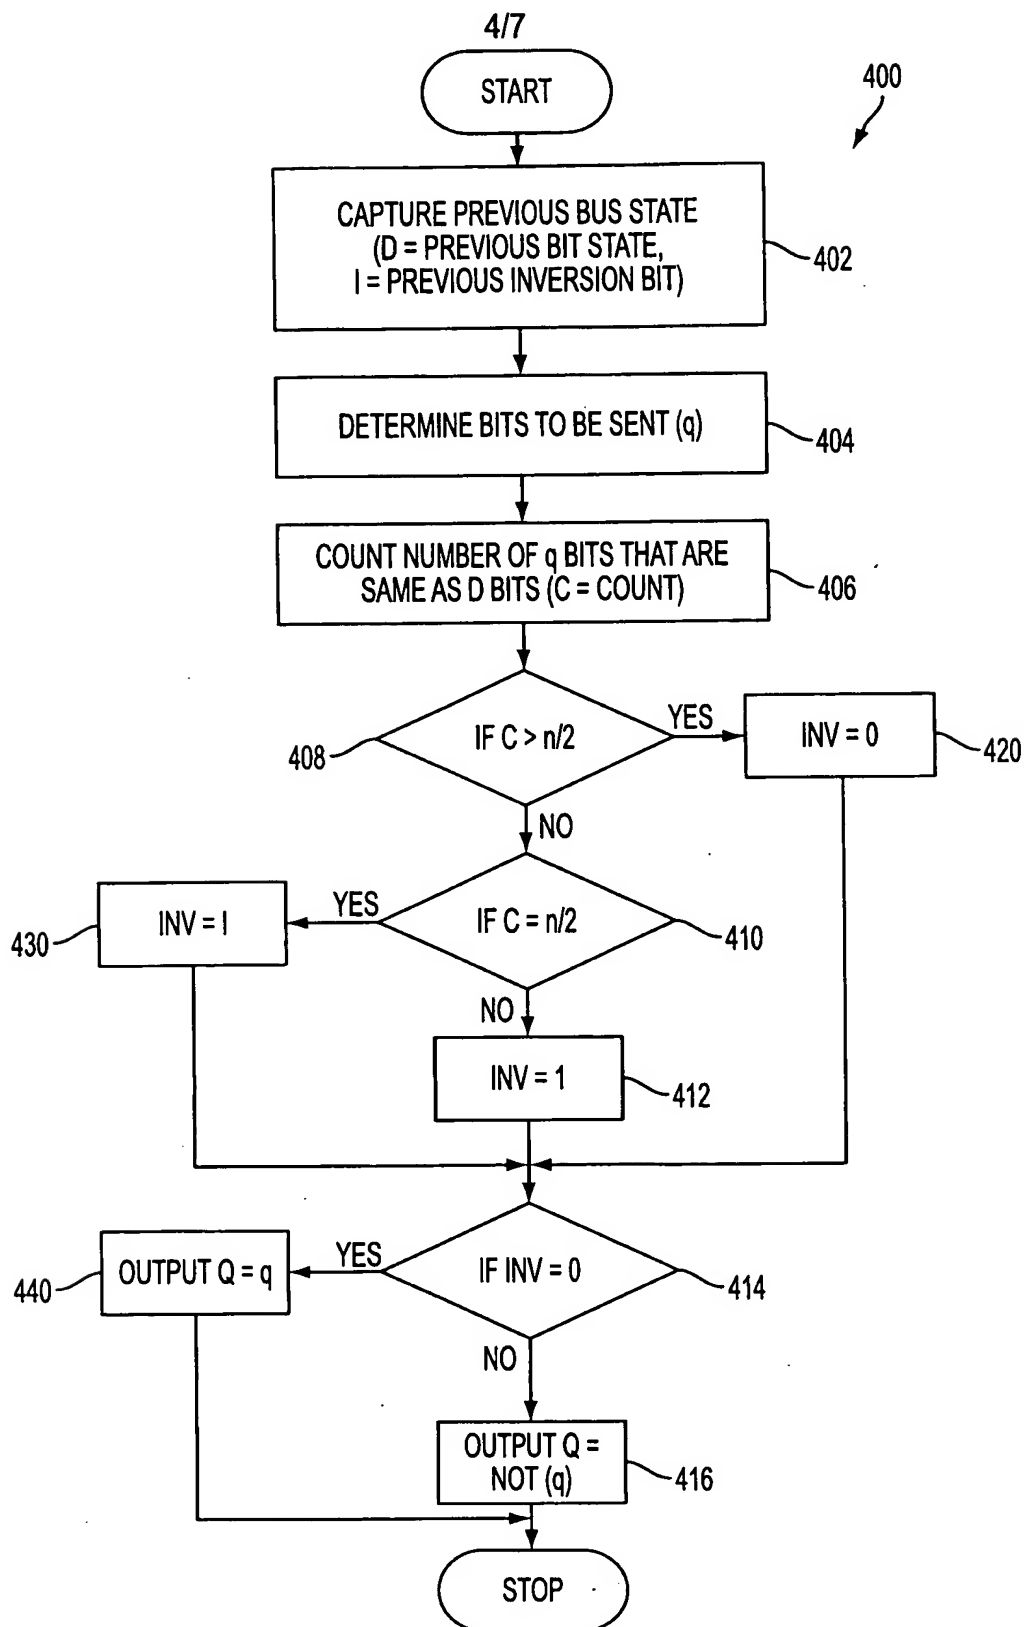 4/7
START
400
CAPTURE PREVIOUS BUS STATE
(D = PREVIOUS BIT STATE,
I = PREVIOUS INVERSION BIT)
402
DETERMINE BITS TO BE SENT (q)
404
COUNT NUMBER OF q BITS THAT ARE
SAME AS D BITS (C = COUNT)
406
IF C > n/2
408
YES
INV = 0
420
NO
IF C = n/2
410
YES
INV = I
430
NO
INV = 1
412
IF INV = 0
414
YES
OUTPUT Q = q
440
NO
OUTPUT Q =
NOT (q)
416
STOP